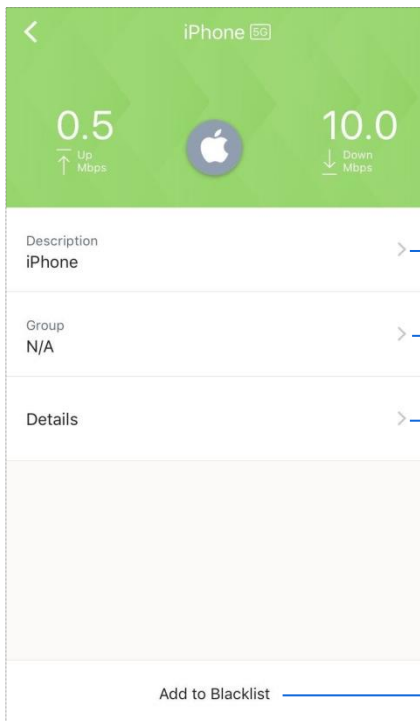 iPhone 5G
0.5
Up
Mbps
10.0
Down
Mbps
Description
iPhone
Group
N/A
Details
Add to Blacklist